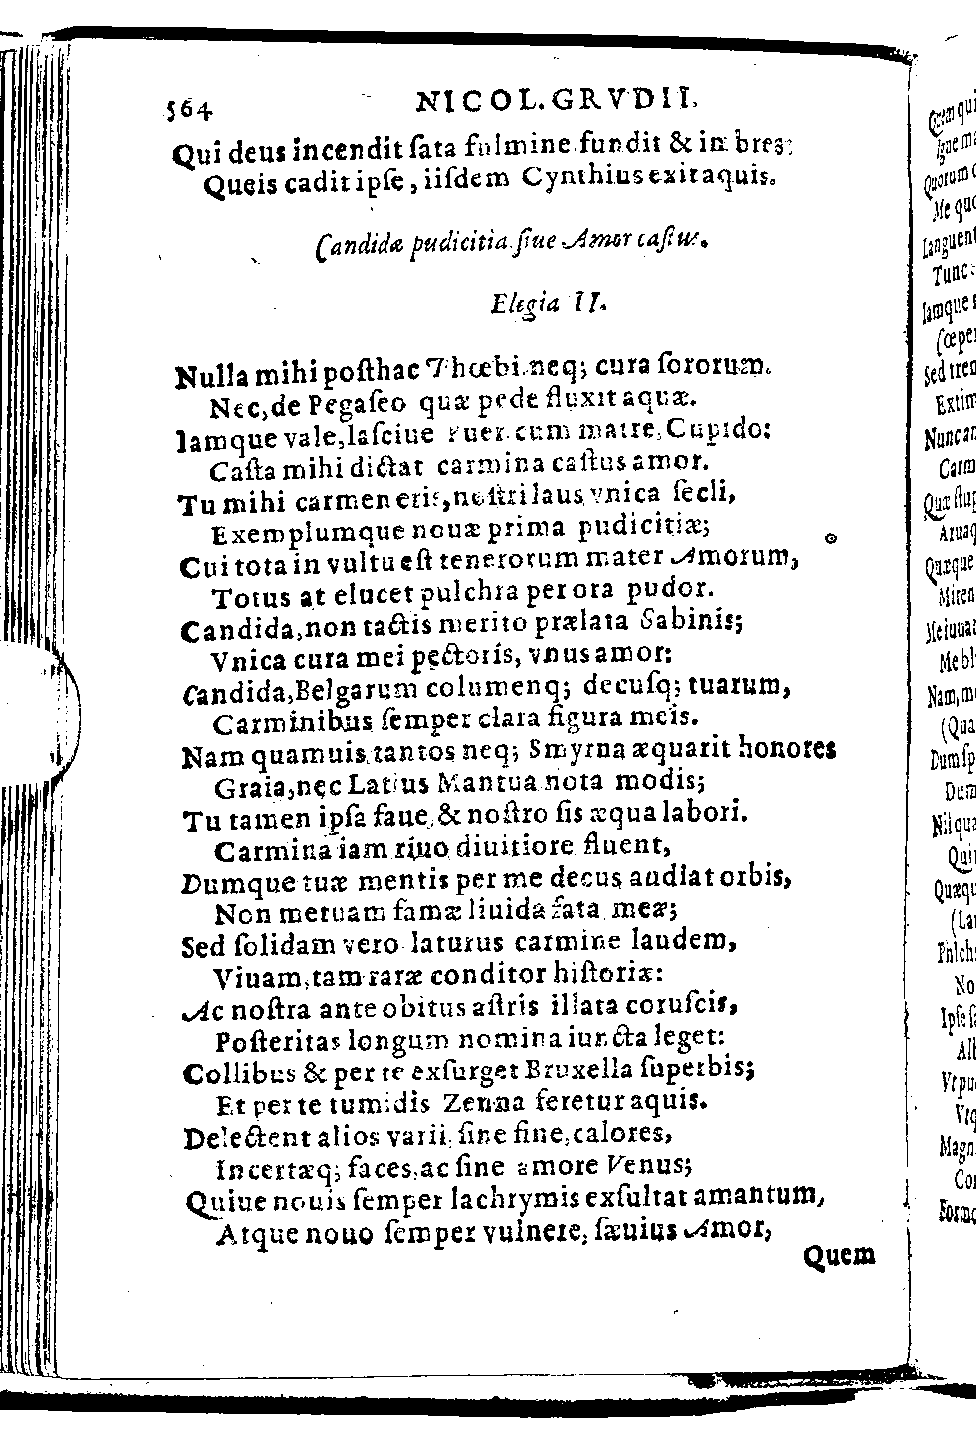 564 NICOL. GRVDII.
Qui deus incendit sata fulmine fundit & imbres:
Queis cadit ipse, iisdem Cynthius exit aquis.
Candidæ pudicitia siue Amor castus.
Elegia II.
Nulla mihi posthac Phœbi neq; cura sororum.
Nec, de Pegaseo quæ pede fluxit aquæ.
Iamque vale, lasciue Puer cum matre, Cupido:
Casta mihi dictat carmina castus amor.
Tu mihi carmen eris, nostri laus vnica secli,
Exemplumque nouæ prima pudicitiæ;
Cui tota in vultu est tenerorum mater Amorum,
Totus at elucet pulchra per ora pudor.
Candida, non tactis merito prælata Sabinis;
Vnica cura mei pectoris, vnus amor:
Candida, Belgarum columenq; decusq; tuarum,
Carminibus semper clara figura meis.
Nam quamuis tantos neq; Smyrna æquarit honores
Graia, nec Latius Mantua nota modis;
Tu tamen ipsa faue, & nostro sis æqua labori.
Carmina iam riuo diuitiore fluent,
Dumque tuæ mentis per me decus audiat orbis,
Non metuam famæ liuida fata meæ;
Sed solidam vero laturus carmine laudem,
Viuam, tam raræ conditor historiæ:
Ac nostra ante obitus astris illata coruscis,
Posteritas longum nomina iuncta leget:
Collibus & per te exsurget Bruxella superbis;
Et per te tumidis Zenna feretur aquis.
Delectent alios varii, sine fine, calores,
Incertæq; faces, ac sine amore Venus;
Quiue nouis semper lachrymis exsultat amantum,
Atque nouo semper vulnere, sæuius Amor,
Quem